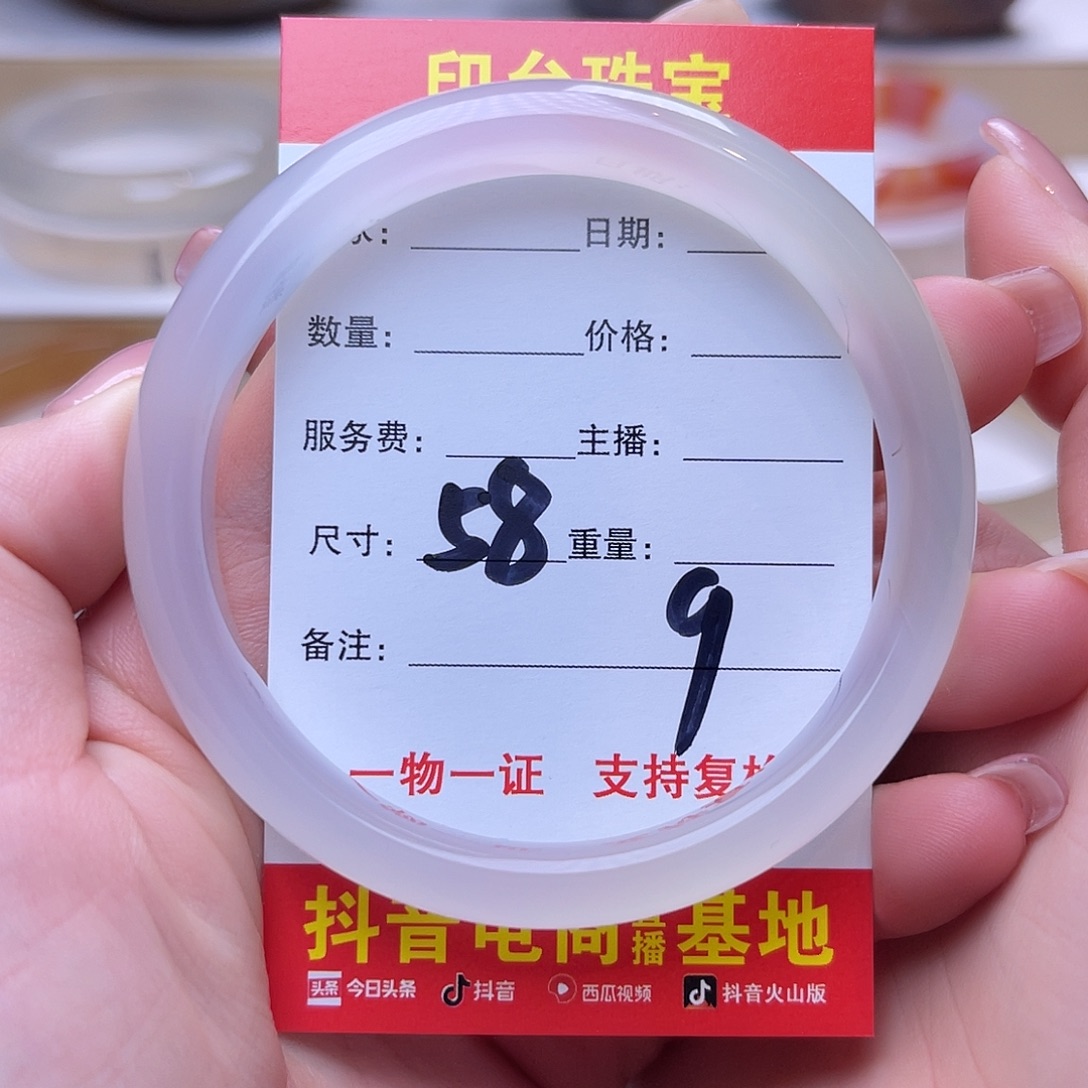 印台珠宝
日期：
数量： 价格：
服务费： 主播：
尺寸： 58 重量：
9
备注：
一物一证 支持复检
抖音电商直播基地
头条 今日头条 抖音 西瓜视频 抖音火山版